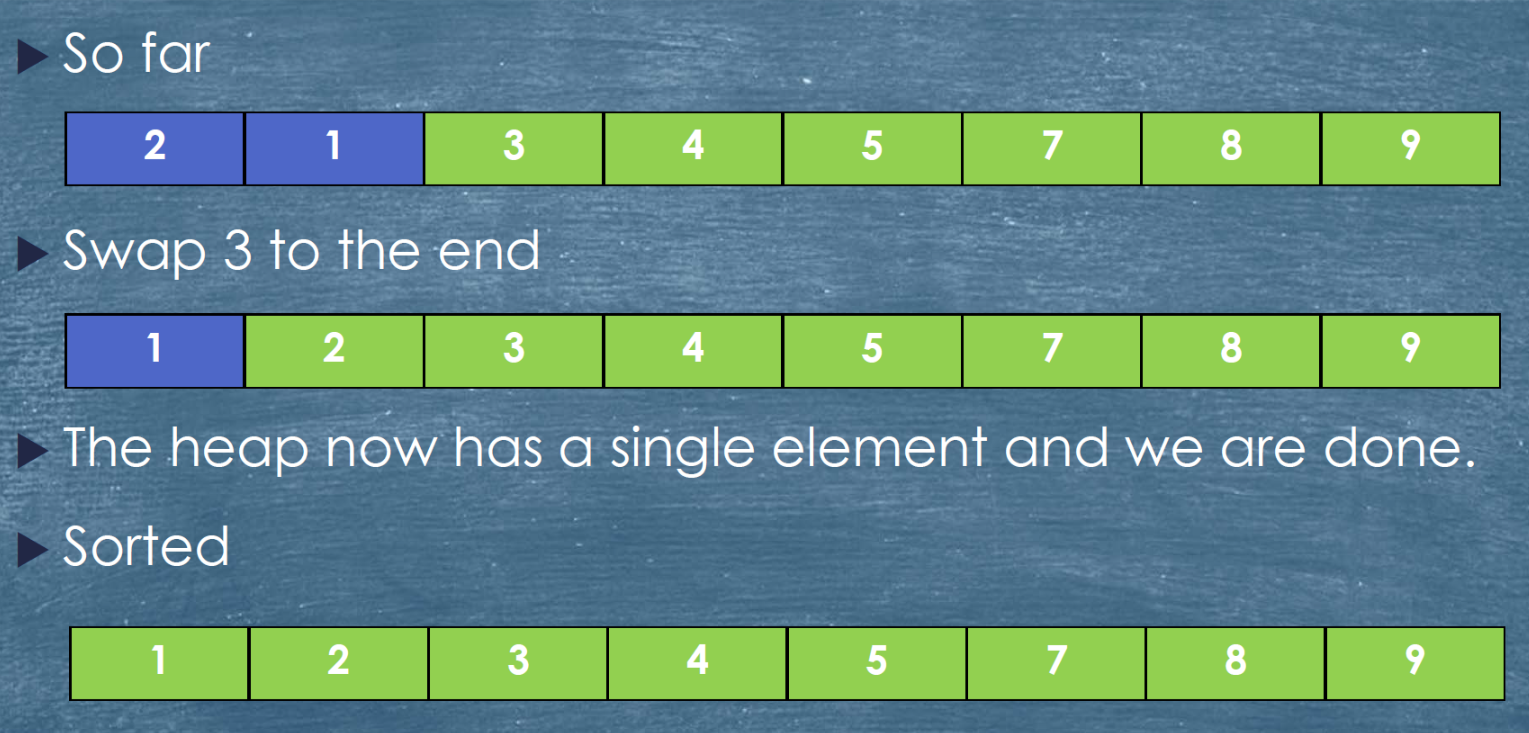 So far
2 1 3 4 5 7 8 9
Swap 3 to the end
1 2 3 4 5 7 8 9
The heap now has a single element and we are done.
Sorted
1 2 3 4 5 7 8 9